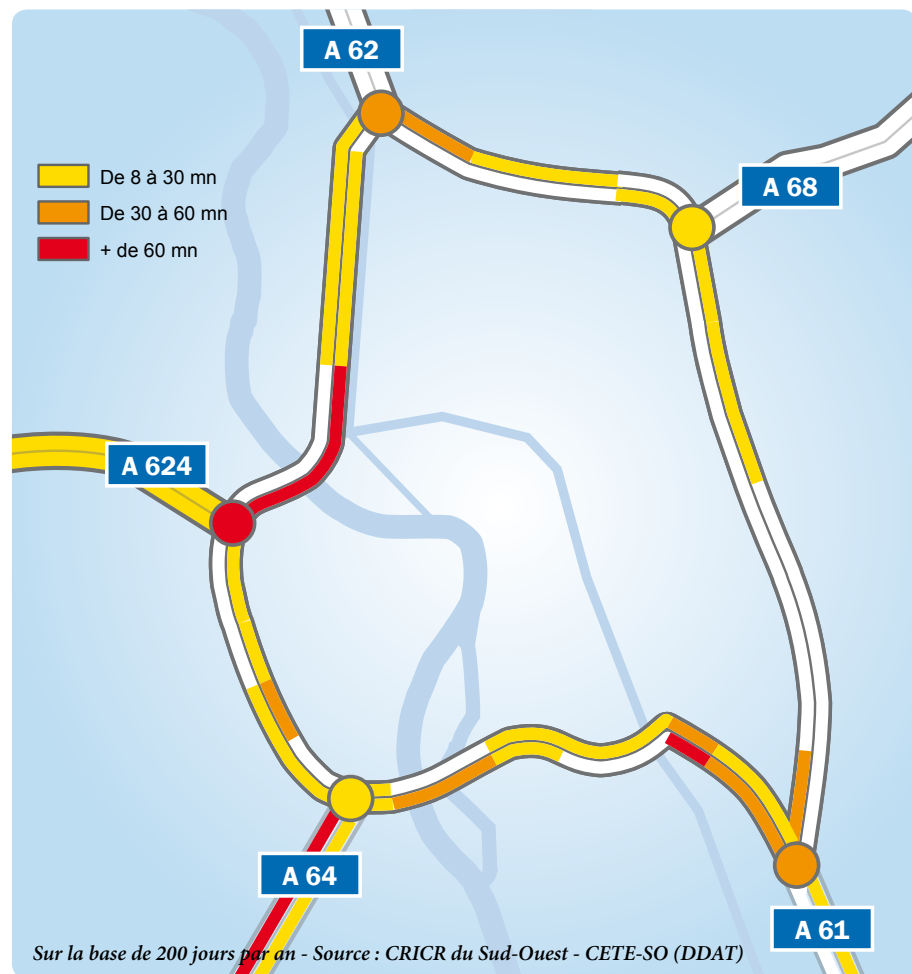 A 62
De 8 à 30 mn
De 30 à 60 mn
+ de 60 mn
A 68
A 624
A 64
A 61
Sur la base de 200 jours par an - Source : CRICR du Sud-Ouest - CETE-SO (DDAT)